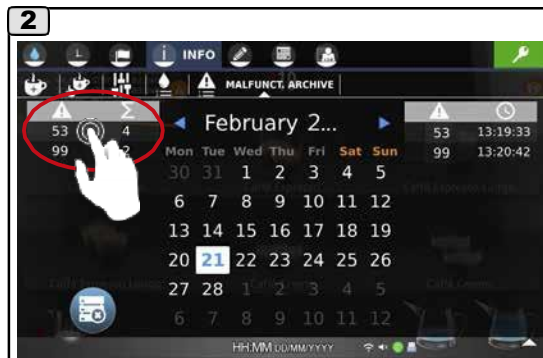 2
i INFO
MALFUNCT. ARCHIVE
Σ
53 4
99 2
February 2...
Mon Tue Wed Thu Fri Sat Sun
30 31 1 2 3 4 5
6 7 8 9 10 11 12
13 14 15 16 17 18 19
20 21 22 23 24 25 26
27 28 1 2 3 4 5
6 7 8 9 10 11 12
53 13:19:33
99 13:20:42
HH:MM DD/MM/YYYY